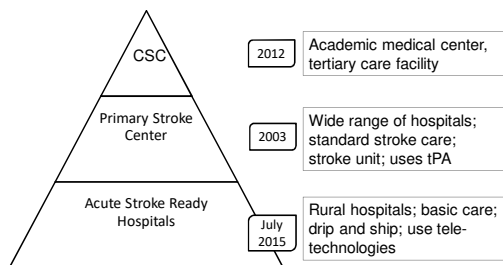 CSC
2012
Academic medical center,
tertiary care facility
Primary Stroke
Center
2003
Wide range of hospitals;
standard stroke care;
stroke unit; uses tPA
Acute Stroke Ready
Hospitals
July
2015
Rural hospitals; basic care;
drip and ship; use tele-
technologies